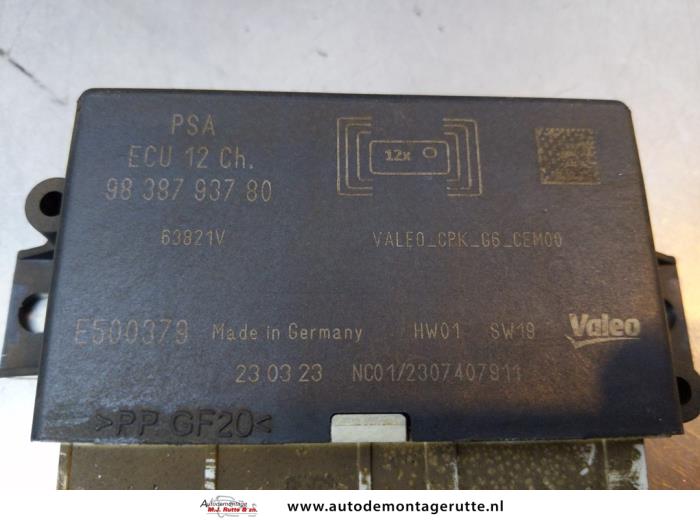 PSA
ECU 12 Ch.
98 387 937 80
12x
63821V
VALEO_CPK_G6_CEM00
E500379
Made in Germany
HW01 SW19
Valeo
23 03 23
NC01/2307407911
>PP GF20<
Autodemontage
M.J. Rutte & zn.
www.autodemontagerutte.nl